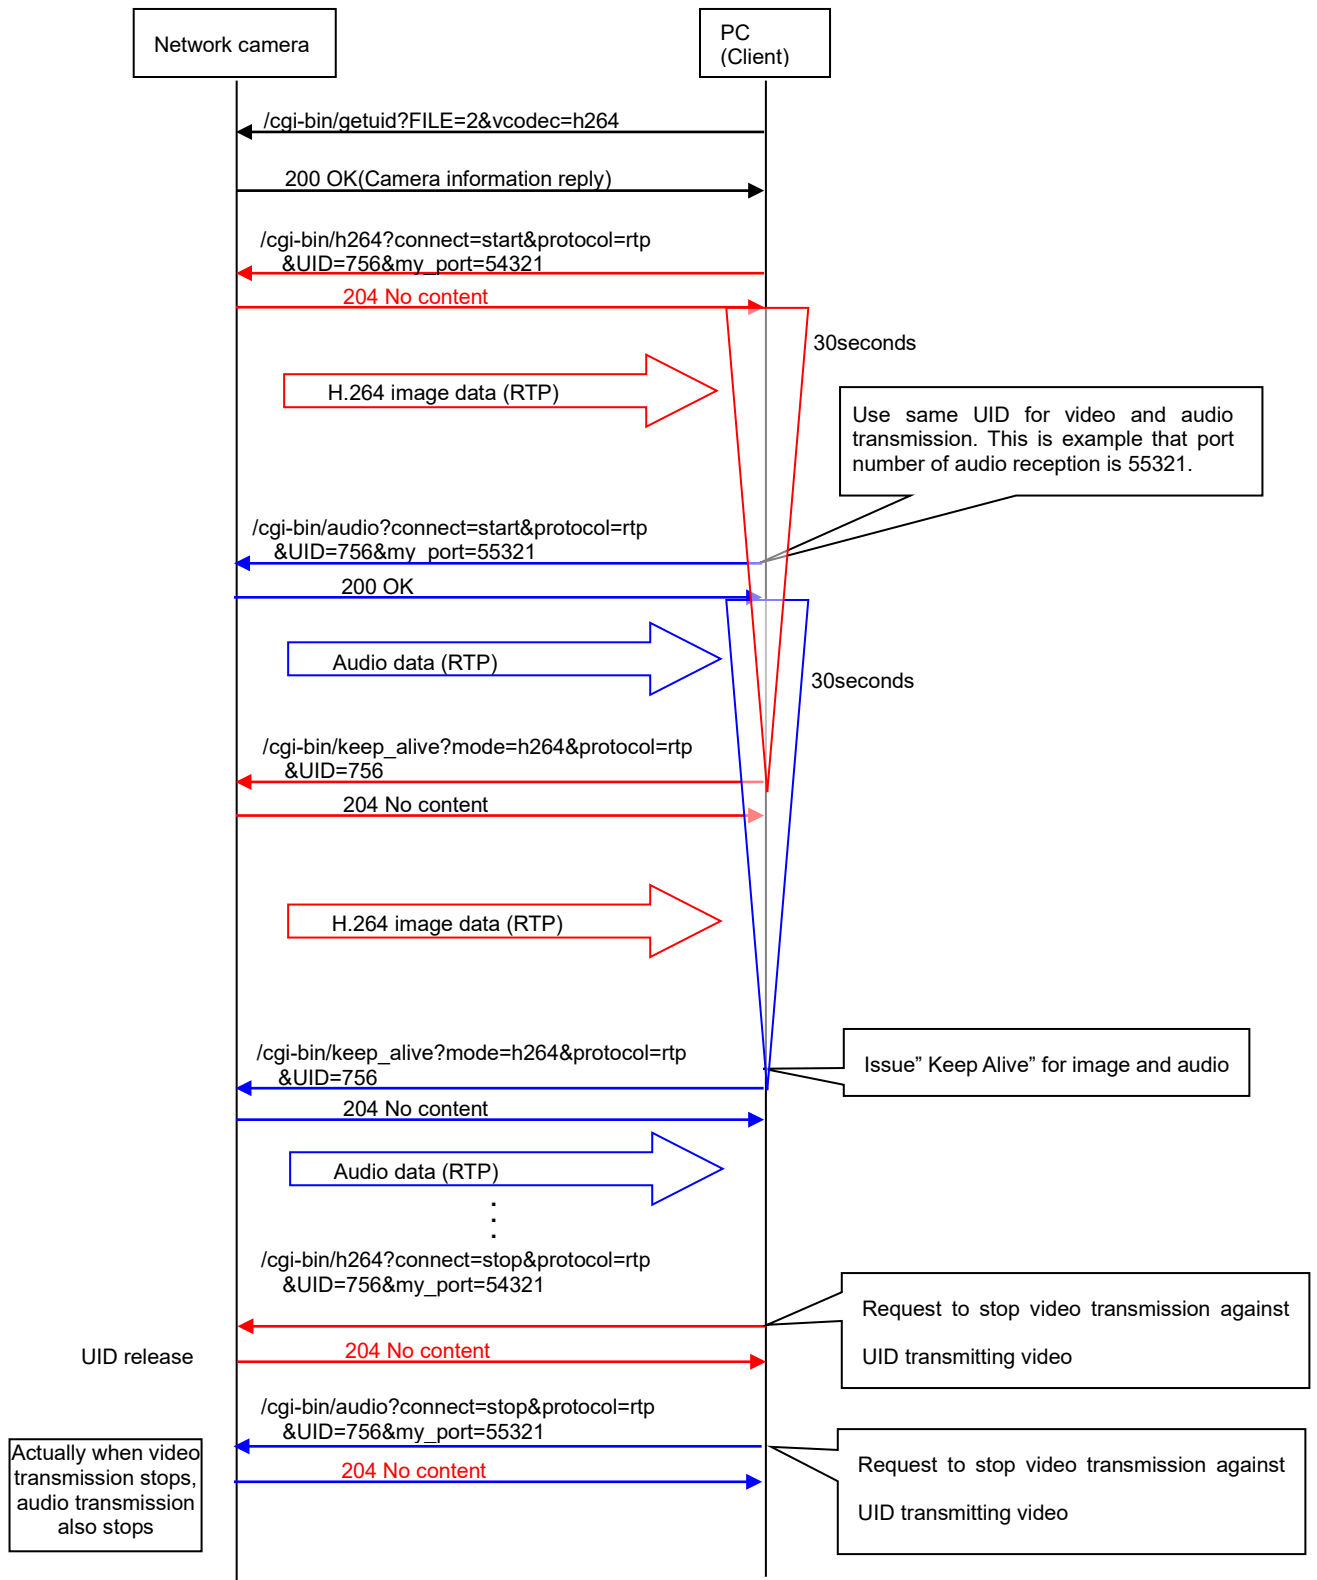 Network camera
PC
(Client)
/cgi-bin/getuid?FILE=2&vcodec=h264
200 OK(Camera information reply)
/cgi-bin/h264?connect=start&protocol=rtp
&UID=756&my_port=54321
204 No content
30seconds
H.264 image data (RTP)
Use same UID for video and audio
transmission. This is example that port
number of audio reception is 55321.
/cgi-bin/audio?connect=start&protocol=rtp
&UID=756&my_port=55321
200 OK
Audio data (RTP)
30seconds
/cgi-bin/keep_alive?mode=h264&protocol=rtp
&UID=756
204 No content
H.264 image data (RTP)
/cgi-bin/keep_alive?mode=h264&protocol=rtp
&UID=756
Issue” Keep Alive” for image and audio
204 No content
Audio data (RTP)
/cgi-bin/h264?connect=stop&protocol=rtp
&UID=756&my_port=54321
Request to stop video transmission against
UID transmitting video
UID release
204 No content
/cgi-bin/audio?connect=stop&protocol=rtp
&UID=756&my_port=55321
Actually when video
transmission stops,
audio transmission
also stops
204 No content
Request to stop video transmission against
UID transmitting video